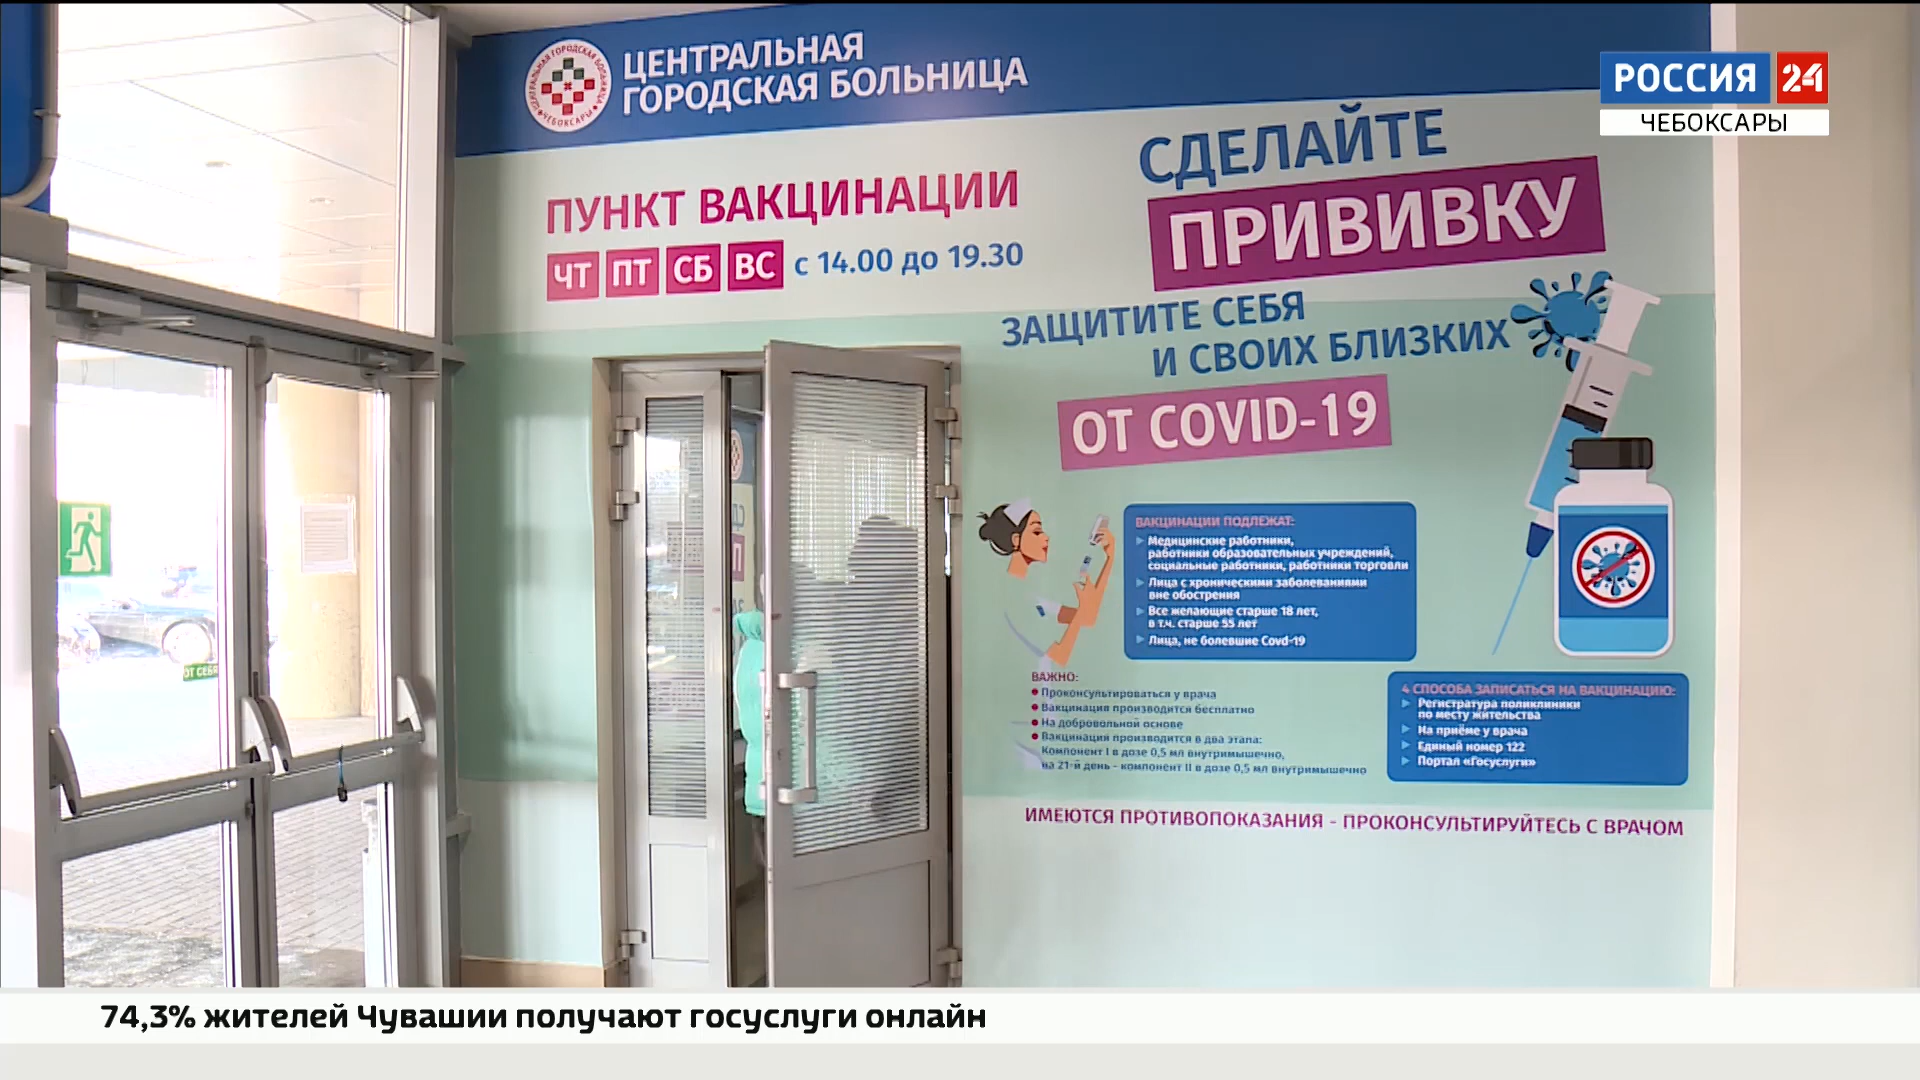 ЦЕНТРАЛЬНАЯ
ГОРОДСКАЯ БОЛЬНИЦА
ЦЕНТРАЛЬНАЯ ГОРОДСКАЯ БОЛЬНИЦА
ЧЕБОКСАРЫ
РОССИЯ 24
ЧЕБОКСАРЫ
ПУНКТ ВАКЦИНАЦИИ
ЧТ ПТ СБ ВС с 14.00 до 19.30
СДЕЛАЙТЕ
ПРИВИВКУ
ЗАЩИТИТЕ СЕБЯ
И СВОИХ БЛИЗКИХ
ОТ COVID-19
ВАКЦИНАЦИИ ПОДЛЕЖАТ:
Медицинские работники,
работники образовательных учреждений,
социальные работники, работники торговли
Лица с хроническими заболеваниями
вне обострения
Все желающие старше 18 лет,
в т.ч. старше 55 лет
Лица, не болевшие Covd-19
ВАЖНО:
Проконсультироваться у врача
Вакцинация производится бесплатно
На добровольной основе
Вакцинация производится в два этапа:
Компонент I в дозе 0,5 мл внутримышечно,
на 21-й день - компонент II в дозе 0,5 мл внутримышечно
4 СПОСОБА ЗАПИСАТЬСЯ НА ВАКЦИНАЦИЮ:
Регистратура поликлиники
по месту жительства
На приёме у врача
Единый номер 122
Портал «Госуслуги»
ИМЕЮТСЯ ПРОТИВОПОКАЗАНИЯ - ПРОКОНСУЛЬТИРУЙТЕСЬ С ВРАЧОМ
ОТ СЕБЯ
74,3% жителей Чувашии получают госуслуги онлайн